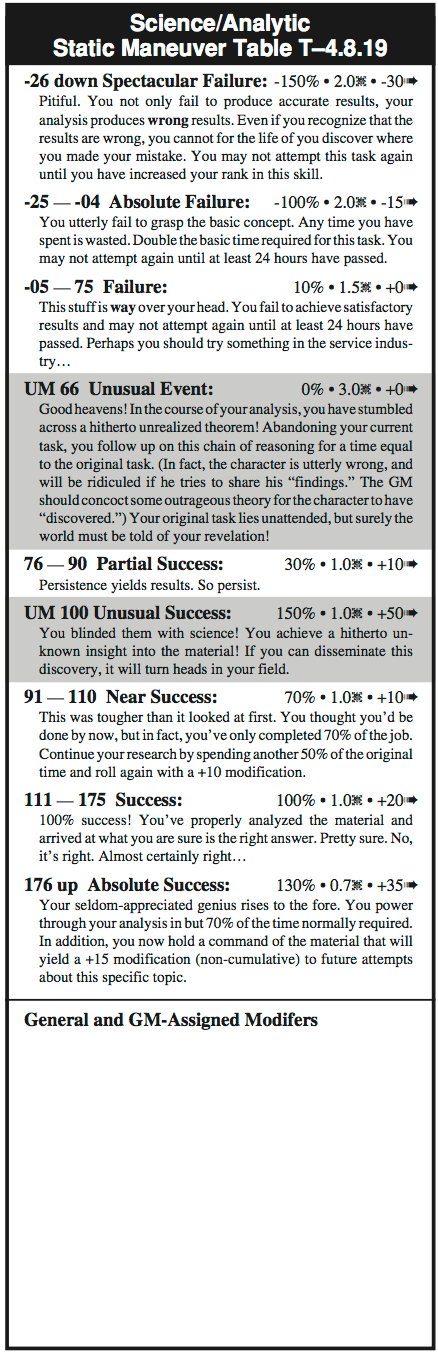 Science/Analytic
Static Maneuver Table T–4.8.19
-26 down Spectacular Failure: -150% • 2.0⌘ • -30➠
Pitiful. You not only fail to produce accurate results, your
analysis produces wrong results. Even if you recognize that the
results are wrong, you cannot for the life of you discover where
you made your mistake. You may not attempt this task again
until you have increased your rank in this skill.
-25 — -04 Absolute Failure: -100% • 2.0⌘ • -15➠
You utterly fail to grasp the basic concept. Any time you have
spent is wasted. Double the basic time required for this task. You
may not attempt again until at least 24 hours have passed.
-05 — 75 Failure: 10% • 1.5⌘ • +0➠
This stuff is way over your head. You fail to achieve satisfactory
results and may not attempt again until at least 24 hours have
passed. Perhaps you should try something in the service indus-
try…
UM 66 Unusual Event: 0% • 3.0⌘ • +0➠
Good heavens! In the course of your analysis, you have stumbled
across a hitherto unrealized theorem! Abandoning your current
task, you follow up on this chain of reasoning for a time equal
to the original task. (In fact, the character is utterly wrong, and
will be ridiculed if he tries to share his “findings.” The GM
should concoct some outrageous theory for the character to have
“discovered.”) Your original task lies unattended, but surely the
world must be told of your revelation!
76 — 90 Partial Success: 30% • 1.0⌘ • +10➠
Persistence yields results. So persist.
UM 100 Unusual Success: 150% • 1.0⌘ • +50➠
You blinded them with science! You achieve a hitherto un-
known insight into the material! If you can disseminate this
discovery, it will turn heads in your field.
91 — 110 Near Success: 70% • 1.0⌘ • +10➠
This was tougher than it looked at first. You thought you’d be
done by now, but in fact, you’ve only completed 70% of the job.
Continue your research by spending another 50% of the original
time and roll again with a +10 modification.
111 — 175 Success: 100% • 1.0⌘ • +20➠
100% success! You’ve properly analyzed the material and
arrived at what you are sure is the right answer. Pretty sure. No,
it’s right. Almost certainly right…
176 up Absolute Success: 130% • 0.7⌘ • +35➠
Your seldom-appreciated genius rises to the fore. You power
through your analysis in but 70% of the time normally required.
In addition, you now hold a command of the material that will
yield a +15 modification (non-cumulative) to future attempts
about this specific topic.
General and GM-Assigned Modifers